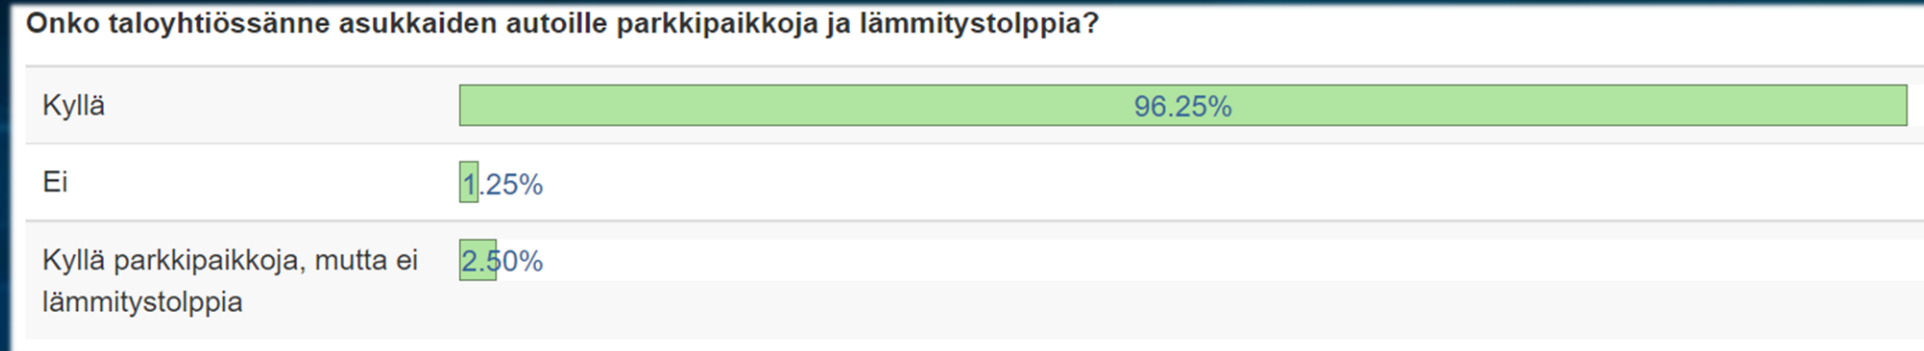 Onko taloyhtiössänne asukkaiden autoille parkkipaikkoja ja lämmitystolppia?
Kyllä 96.25%
Ei 1.25%
Kyllä parkkipaikkoja, mutta ei 2.50%
lämmitystolppia